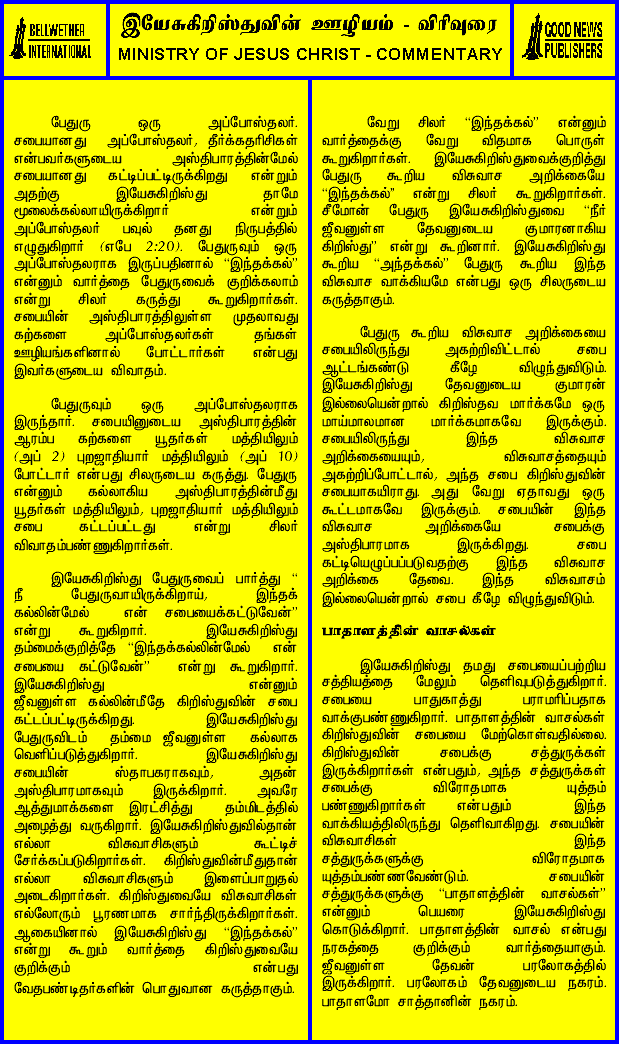 BELLWETHER
INTERNATIONAL
இயேசுகிறிஸ்துவின் ஊழியம் - விரிவுரை
MINISTRY OF JESUS CHRIST - COMMENTARY
GOOD NEWS
PUBLISHERS
பேதுரு ஒரு அப்போஸ்தலர்.
சபையானது அப்போஸ்தலர், தீர்க்கதரிசிகள்
என்பவர்களுடைய அஸ்திபாரத்தின்மேல்
சபையானது கட்டிப்பட்டிருக்கிறது என்றும்
அதற்கு இயேசுகிறிஸ்து தாமே
மூலைக்கல்லாயிருக்கிறார் என்றும்
அப்போஸ்தலர் பவுல் தனது நிருபத்தில்
எழுதுகிறார் (எபே 2:20). பேதுருவும் ஒரு
அப்போஸ்தலராக இருப்பதினால் “இந்தக்கல்”
என்னும் வார்த்தை பேதுருவைக் குறிக்கலாம்
என்று சிலர் கருத்து கூறுகிறார்கள்.
சபையின் அஸ்திபாரத்திலுள்ள முதலாவது
கற்களை அப்போஸ்தலர்கள் தங்கள்
ஊழியங்களினால் போட்டார்கள் என்பது
இவர்களுடைய விவாதம்.
பேதுருவும் ஒரு அப்போஸ்தலராக
இருந்தார். சபையினுடைய அஸ்திபாரத்தின்
ஆரம்ப கற்களை யூதர்கள் மத்தியிலும்
(அப் 2) புறஜாதியார் மத்தியிலும் (அப் 10)
போட்டார் என்பது சிலருடைய கருத்து. பேதுரு
என்னும் கல்லாகிய அஸ்திபாரத்தின்மீது
யூதர்கள் மத்தியிலும், புறஜாதியார் மத்தியிலும்
சபை கட்டப்பட்டது என்று சிலர்
விவாதம்பண்ணுகிறார்கள்.
இயேசுகிறிஸ்து பேதுருவைப் பார்த்து “
நீ பேதுருவாயிருக்கிறாய், இந்தக்
கல்லின்மேல் என் சபையைக்கட்டுவேன்”
என்று கூறுகிறார். இயேசுகிறிஸ்து
தம்மைக்குறித்தே “இந்தக்கல்லின்மேல் என்
சபையை கட்டுவேன்” என்று கூறுகிறார்.
இயேசுகிறிஸ்து என்னும்
ஜீவனுள்ள கல்லின்மீதே கிறிஸ்துவின் சபை
கட்டப்பட்டிருக்கிறது. இயேசுகிறிஸ்து
பேதுருவிடம் தம்மை ஜீவனுள்ள கல்லாக
வெளிப்படுத்துகிறார். இயேசுகிறிஸ்து
சபையின் ஸ்தாபகராகவும், அதன்
அஸ்திபாரமாகவும் இருக்கிறார். அவரே
ஆத்துமாக்களை இரட்சித்து தம்மிடத்தில்
அழைத்து வருகிறார். இயேசுகிறிஸ்துவில்தான்
எல்லா விசுவாசிகளும் கூட்டிச்
சேர்க்கப்படுகிறார்கள். கிறிஸ்துவின்மீதுதான்
எல்லா விசுவாசிகளும் இளைப்பாறுதல்
அடைகிறார்கள். கிறிஸ்துவையே விசுவாசிகள்
எல்லோரும் பூரணமாக சார்ந்திருக்கிறார்கள்.
ஆகையினால் இயேசுகிறிஸ்து “இந்தக்கல்”
என்று கூறும் வார்த்தை கிறிஸ்துவையே
குறிக்கும் என்பது
வேதபண்டிதர்களின் பொதுவான கருத்தாகும்.
வேறு சிலர் “இந்தக்கல்” என்னும்
வார்த்தைக்கு வேறு விதமாக பொருள்
கூறுகிறார்கள். இயேசுகிறிஸ்துவைக்குறித்து
பேதுரு கூறிய விசுவாச அறிக்கையே
“இந்தக்கல்” என்று சிலர் கூறுகிறார்கள்.
சீமோன் பேதுரு இயேசுகிறிஸ்துவை “நீர்
ஜீவனுள்ள தேவனுடைய குமாரனாகிய
கிறிஸ்து” என்று கூறினார். இயேசுகிறிஸ்து
கூறிய “அந்தக்கல்” பேதுரு கூறிய இந்த
விசுவாச வாக்கியமே என்பது ஒரு சிலருடைய
கருத்தாகும்.
பேதுரு கூறிய விசுவாச அறிக்கையை
சபையிலிருந்து அகற்றிவிட்டால் சபை
ஆட்டங்கண்டு கீழே விழுந்துவிடும்.
இயேசுகிறிஸ்து தேவனுடைய குமாரன்
இல்லையென்றால் கிறிஸ்தவ மார்க்கமே ஒரு
மாய்மாலமான மார்க்கமாகவே இருக்கும்.
சபையிலிருந்து இந்த விசுவாச
அறிக்கையையும், விசுவாசத்தையும்
அகற்றிப்போட்டால், அந்த சபை கிறிஸ்துவின்
சபையாகயிராது. அது வேறு ஏதாவது ஒரு
கூட்டமாகவே இருக்கும். சபையின் இந்த
விசுவாச அறிக்கையே சபைக்கு
அஸ்திபாரமாக இருக்கிறது. சபை
கட்டியெழுப்பப்படுவதற்கு இந்த விசுவாச
அறிக்கை தேவை. இந்த விசுவாசம்
இல்லையென்றால் சபை கீழே விழுந்துவிடும்.
பாதாளத்தின் வாசல்கள்
இயேசுகிறிஸ்து தமது சபையைப்பற்றிய
சத்தியத்தை மேலும் தெளிவுபடுத்துகிறார்.
சபையை பாதுகாத்து பராமரிப்பதாக
வாக்குபண்ணுகிறார். பாதாளத்தின் வாசல்கள்
கிறிஸ்துவின் சபையை மேற்கொள்வதில்லை.
கிறிஸ்துவின் சபைக்கு சத்துருக்கள்
இருக்கிறார்கள் என்பதும், அந்த சத்துருக்கள்
சபைக்கு விரோதமாக யுத்தம்
பண்ணுகிறார்கள் என்பதும் இந்த
வாக்கியத்திலிருந்து தெளிவாகிறது. சபையின்
விசுவாசிகள் இந்த
சத்துருக்களுக்கு விரோதமாக
யுத்தம்பண்ணவேண்டும். சபையின்
சத்துருக்களுக்கு “பாதாளத்தின் வாசல்கள்”
என்னும் பெயரை இயேசுகிறிஸ்து
கொடுக்கிறார். பாதாளத்தின் வாசல் என்பது
நரகத்தை குறிக்கும் வார்த்தையாகும்.
ஜீவனுள்ள தேவன் பரலோகத்தில்
இருக்கிறார். பரலோகம் தேவனுடைய நகரம்.
பாதாளமோ சாத்தானின் நகரம்.